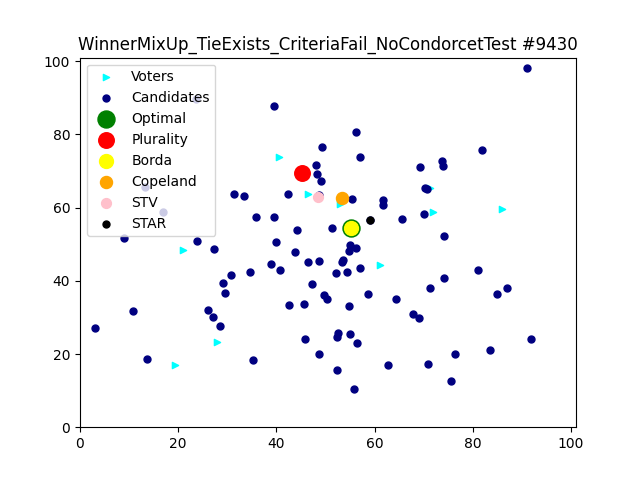 WinnerMixUp_TieExists_CriteriaFail_NoCondorcetTest #9430
100
80
60
40
20
0
Voters
Candidates
Optimal
Plurality
Borda
Copeland
STV
STAR
0 20 40 60 80 100